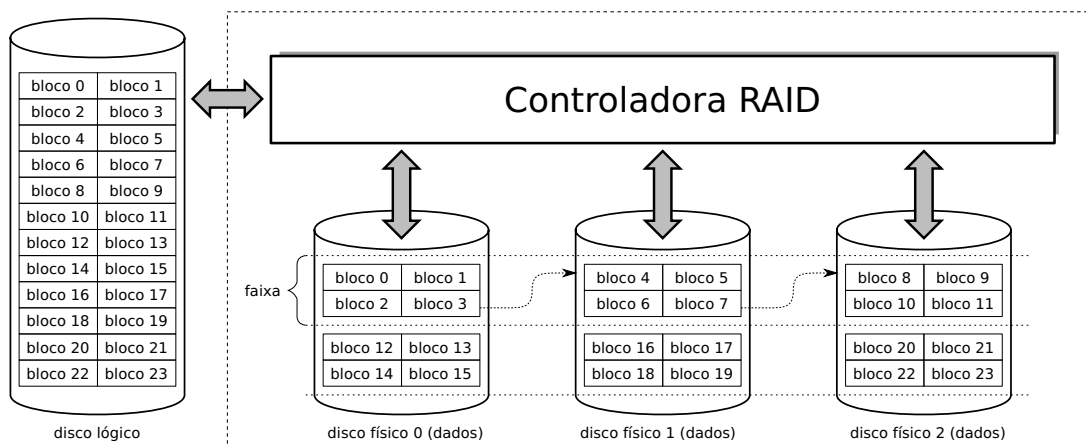 Controladora RAID
bloco 0 bloco 1
bloco 2 bloco 3
bloco 4 bloco 5
bloco 6 bloco 7
bloco 8 bloco 9
bloco 10 bloco 11
bloco 12 bloco 13
bloco 14 bloco 15
bloco 16 bloco 17
bloco 18 bloco 19
bloco 20 bloco 21
bloco 22 bloco 23
disco lógico
faixa
bloco 0 bloco 1
bloco 2 bloco 3
bloco 12 bloco 13
bloco 14 bloco 15
disco físico 0 (dados)
bloco 4 bloco 5
bloco 6 bloco 7
bloco 16 bloco 17
bloco 18 bloco 19
disco físico 1 (dados)
bloco 8 bloco 9
bloco 10 bloco 11
bloco 20 bloco 21
bloco 22 bloco 23
disco físico 2 (dados)